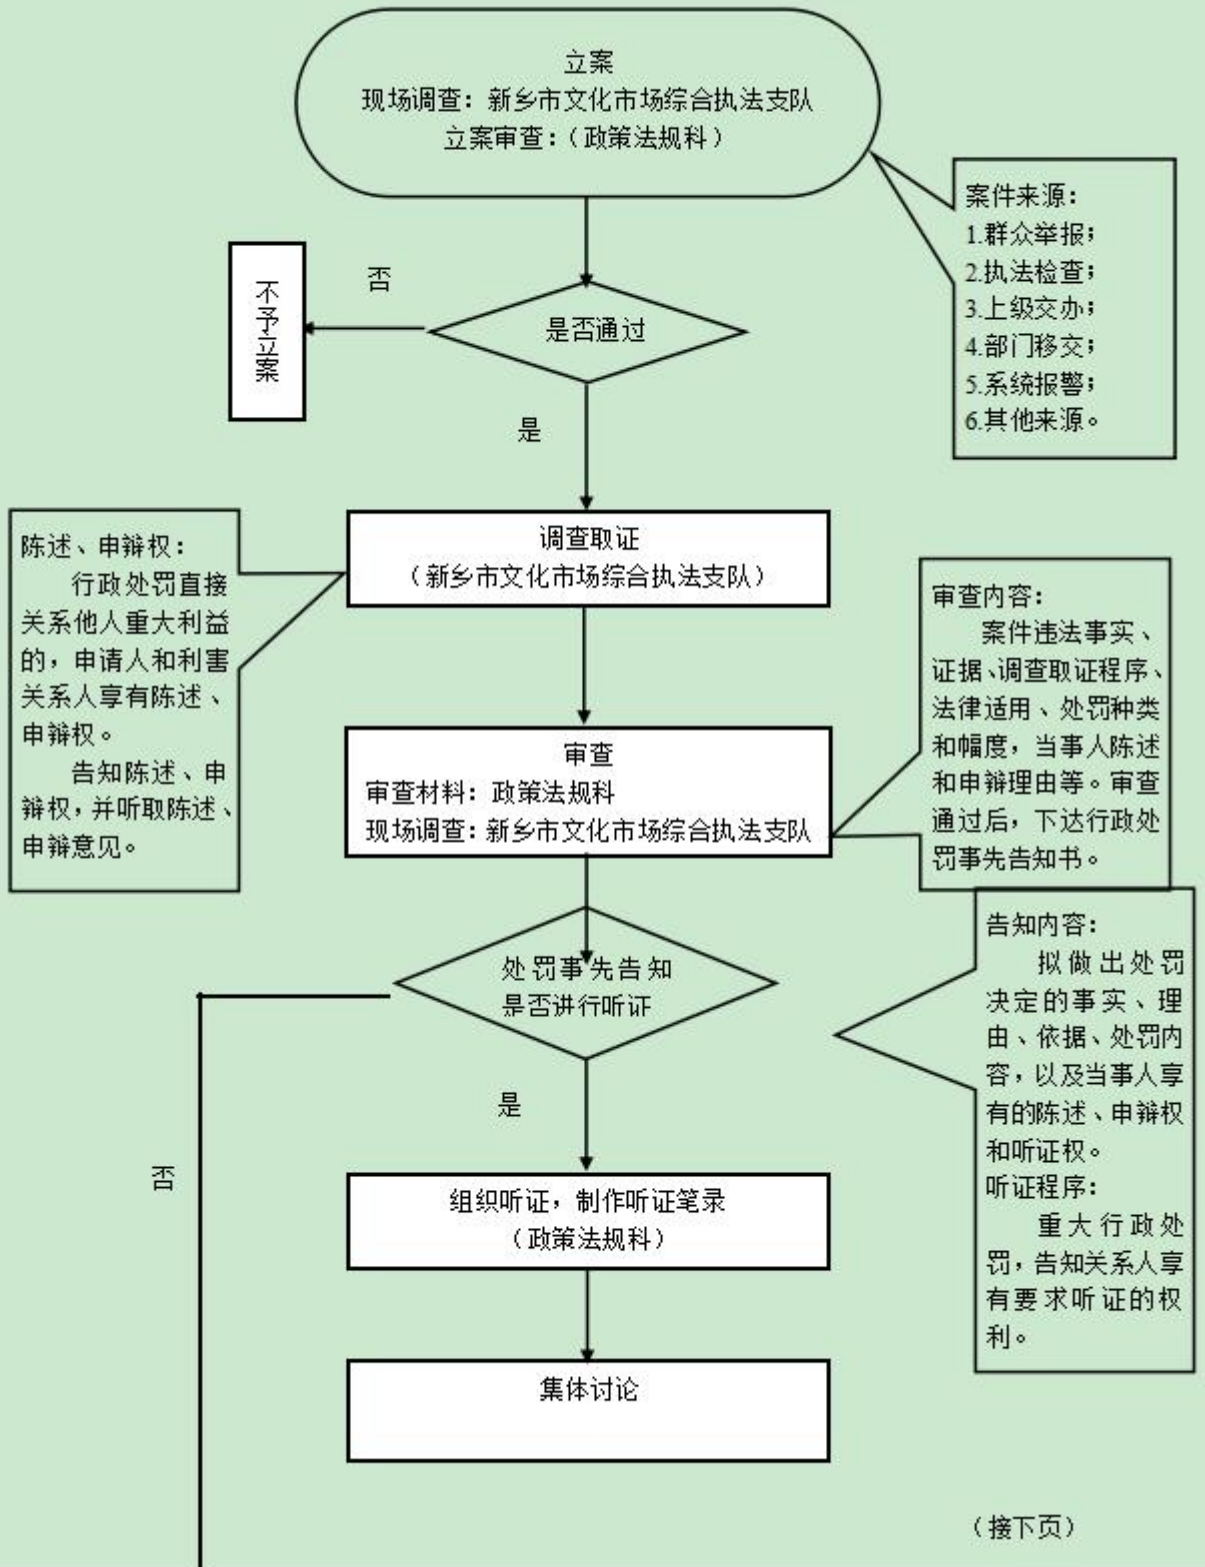 立案
现场调查：新乡市文化市场综合执法支队
立案审查：（政策法规科）
案件来源：
1.群众举报；
2.执法检查；
3.上级交办；
4.部门移交；
5.系统报警；
6.其他来源。
不予立案
否
是否通过
是
调查取证
（新乡市文化市场综合执法支队）
陈述、申辩权：
行政处罚直接
关系他人重大利益
的，申请人和利害
关系人享有陈述、
申辩权。
告知陈述、申
辩权，并听取陈述、
申辩意见。
审查
审查材料：政策法规科
现场调查：新乡市文化市场综合执法支队
审查内容：
案件违法事实、
证据、调查取证程序、
法律适用、处罚种类
和幅度，当事人陈述
和申辩理由等。审查
通过后，下达行政处
罚事先告知书。
处罚事先告知
是否进行听证
告知内容：
拟做出处罚
决定的事实、理
由、依据、处罚内
容，以及当事人享
有的陈述、申辩权
和听证权。
听证程序：
重大行政处
罚，告知关系人享
有要求听证的权
利。
是
否
组织听证，制作听证笔录
（政策法规科）
集体讨论
（接下页）